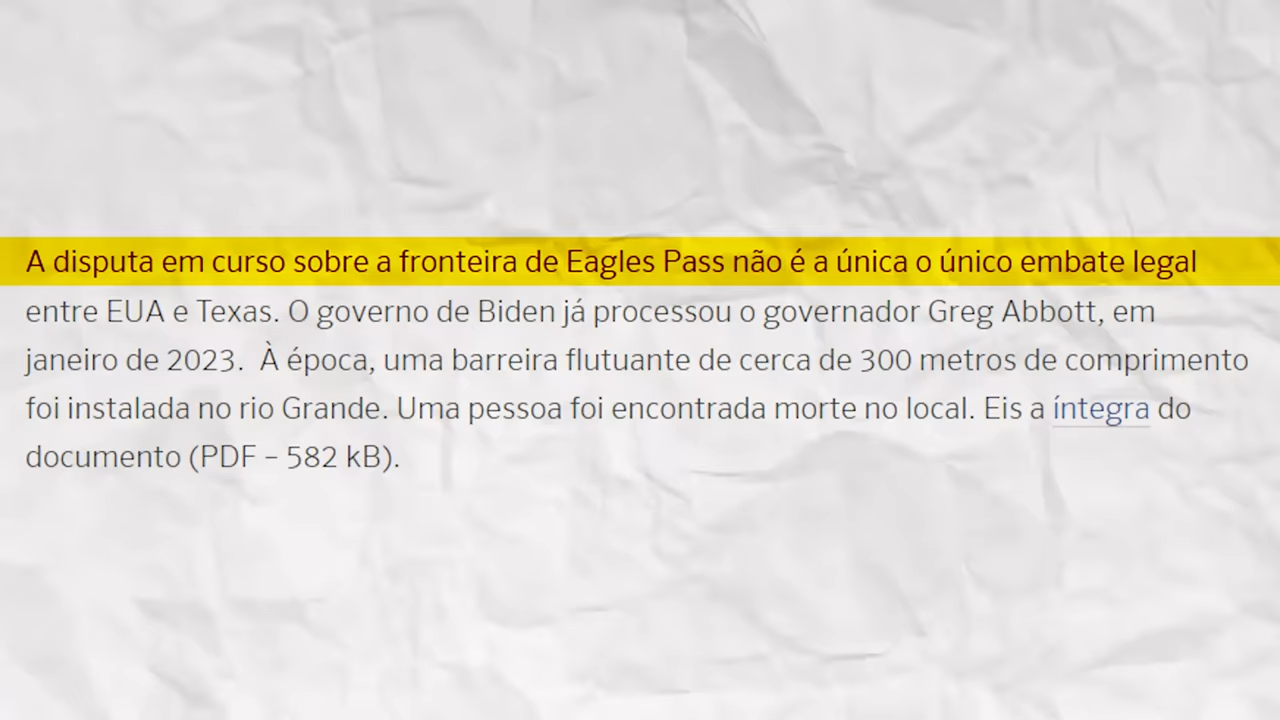 A disputa em curso sobre a fronteira de Eagles Pass não é a única o único embate legal
entre EUA e Texas. O governo de Biden já processou o governador Greg Abbott, em
janeiro de 2023.  À época, uma barreira flutuante de cerca de 300 metros de comprimento
foi instalada no rio Grande. Uma pessoa foi encontrada morte no local. Eis a íntegra do
documento (PDF – 582 kB).